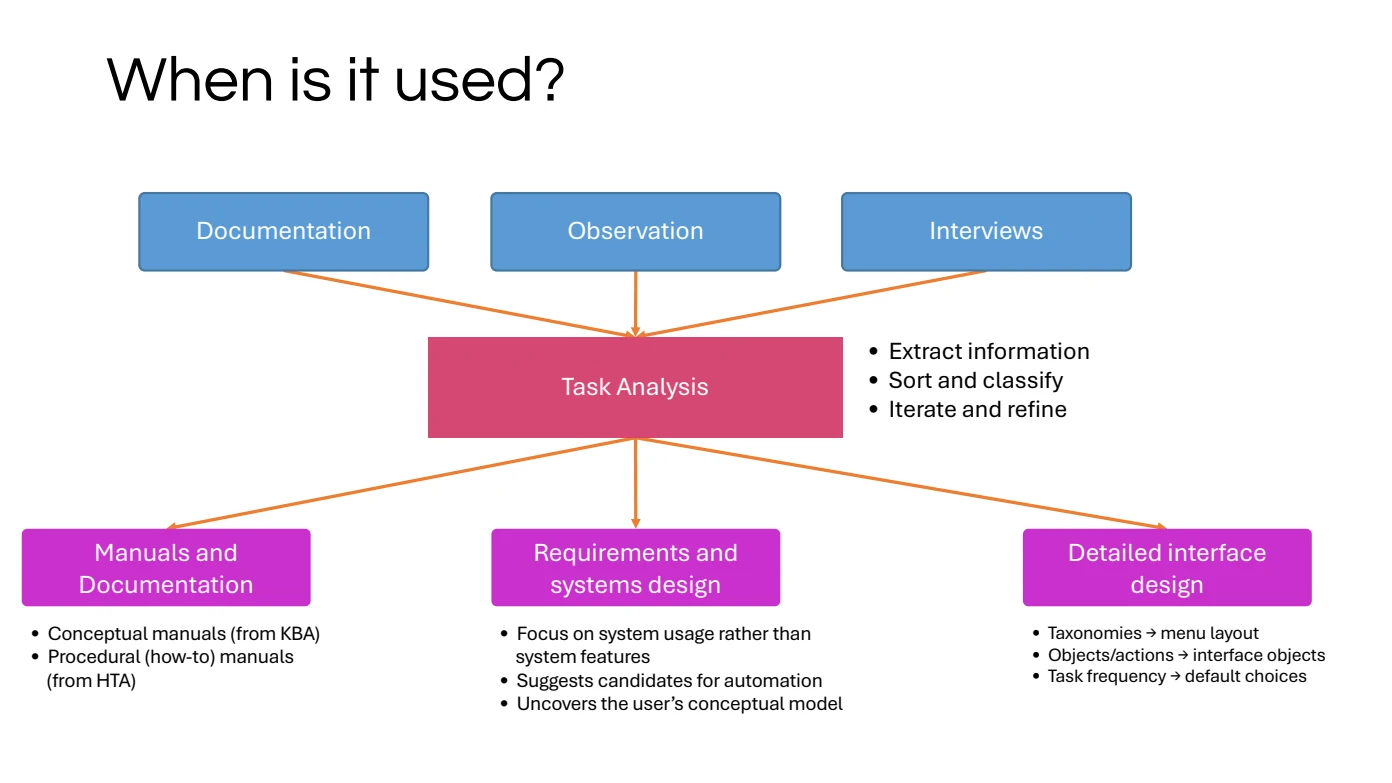 When is it used?
Documentation
Observation
Interviews
Task Analysis
• Extract information
• Sort and classify
• Iterate and refine
Manuals and
Documentation
• Conceptual manuals (from KBA)
• Procedural (how-to) manuals
(from HTA)
Requirements and
systems design
• Focus on system usage rather than
system features
• Suggests candidates for automation
• Uncovers the user’s conceptual model
Detailed interface
design
• Taxonomies → menu layout
• Objects/actions → interface objects
• Task frequency → default choices